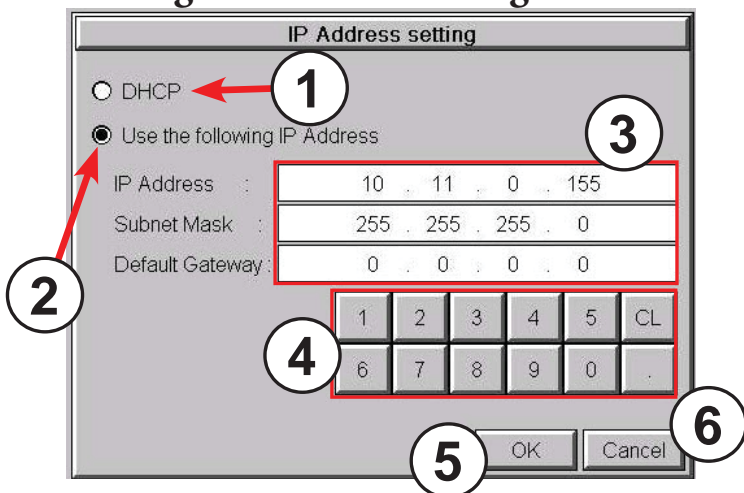 IP Address setting
1
DHCP
Use the following IP Address
3
IP Address : 10 . 11 . 0 . 155
Subnet Mask : 255 . 255 . 255 . 0
Default Gateway : 0 . 0 . 0 . 0
2
1 2 3 4 5 CL
4
6 7 8 9 0 .
6
5
OK Cancel